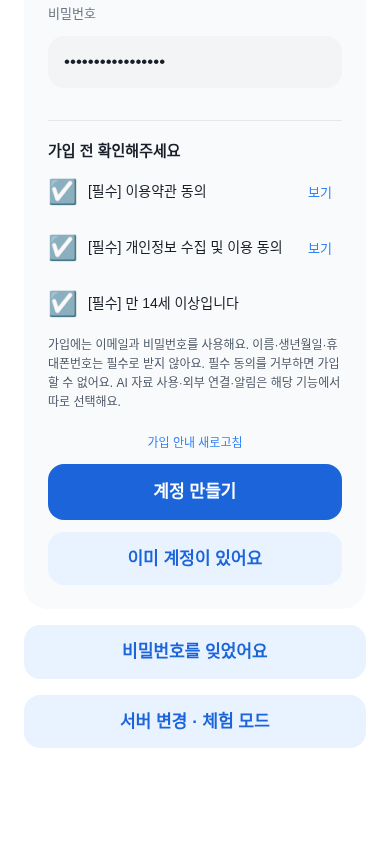 비밀번호
•••••••••••••••••
가입 전 확인해주세요
[필수] 이용약관 동의 보기
[필수] 개인정보 수집 및 이용 동의 보기
[필수] 만 14세 이상입니다
가입에는 이메일과 비밀번호를 사용해요. 이름·생년월일·휴
대폰번호는 필수로 받지 않아요. 필수 동의를 거부하면 가입
할 수 없어요. AI 자료 사용·외부 연결·알림은 해당 기능에서
따로 선택해요.
가입 안내 새로고침
계정 만들기
이미 계정이 있어요
비밀번호를 잊었어요
서버 변경 · 체험 모드